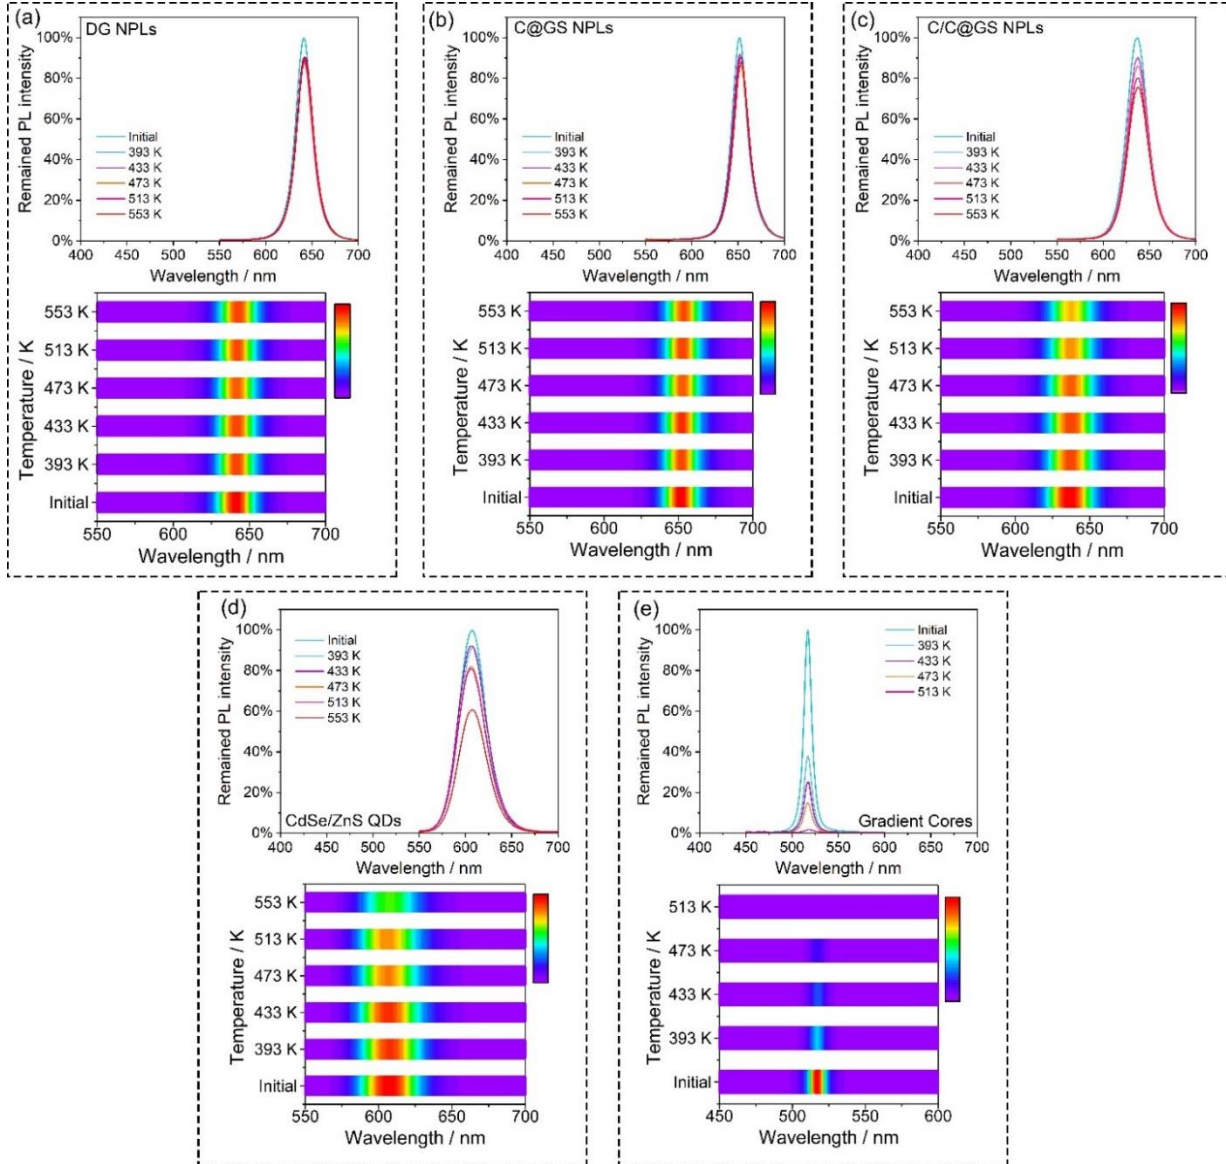 (a)
DG NPLs
Remained PL intensity
100%
80%
60%
40%
20%
0%
Initial
393 K
433 K
473 K
513 K
553 K
400 450 500 550 600 650 700
Wavelength / nm
Temperature / K
553 K
513 K
473 K
433 K
393 K
Initial
550 600 650 700
Wavelength / nm
(b)
C@GS NPLs
Remained PL intensity
100%
80%
60%
40%
20%
0%
Initial
393 K
433 K
473 K
513 K
553 K
400 450 500 550 600 650 700
Wavelength / nm
Temperature / K
553 K
513 K
473 K
433 K
393 K
Initial
550 600 650 700
Wavelength / nm
(c)
C/C@GS NPLs
Remained PL intensity
100%
80%
60%
40%
20%
0%
Initial
393 K
433 K
473 K
513 K
553 K
400 450 500 550 600 650 700
Wavelength / nm
Temperature / K
553 K
513 K
473 K
433 K
393 K
Initial
550 600 650 700
Wavelength / nm
(d)
Remained PL intensity
100%
80%
60%
40%
20%
0%
Initial
393 K
433 K
473 K
513 K
553 K
CdSe/ZnS QDs
400 450 500 550 600 650 700
Wavelength / nm
Temperature / K
553 K
513 K
473 K
433 K
393 K
Initial
550 600 650 700
Wavelength / nm
(e)
Remained PL intensity
100%
80%
60%
40%
20%
0%
Initial
393 K
433 K
473 K
513 K
Gradient Cores
400 450 500 550 600 650 700
Wavelength / nm
Temperature / K
513 K
473 K
433 K
393 K
Initial
450 500 550 600
Wavelength / nm